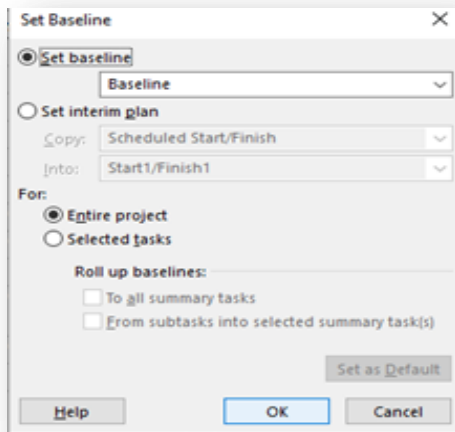 Set Baseline
Set baseline
Baseline
Set interim plan
Copy: Scheduled Start/Finish
Into: Start1/Finish1
For:
Entire project
Selected tasks
Roll up baselines:
To all summary tasks
From subtasks into selected summary task(s)
Set as Default
Help OK Cancel